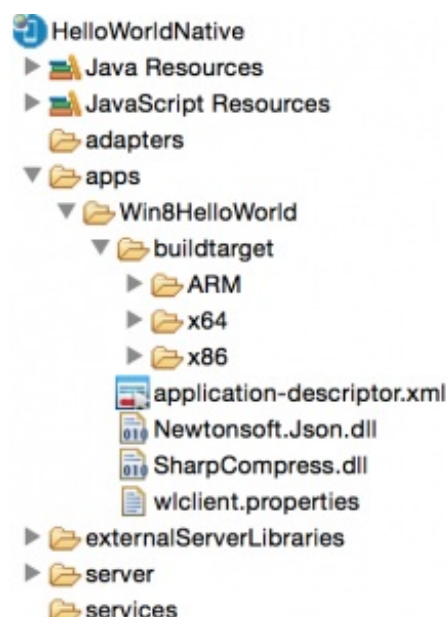 HelloWorldNative
Java Resources
JavaScript Resources
adapters
apps
Win8HelloWorld
buildtarget
ARM
x64
x86
application-descriptor.xml
Newtonsoft.Json.dll
SharpCompress.dll
wlclient.properties
externalServerLibraries
server
services